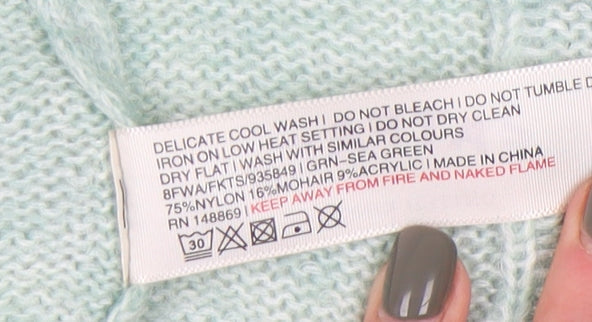 DELICATE COOL WASH | DO NOT BLEACH | DO NOT TUMBLE D
IRON ON LOW HEAT SETTING | DO NOT DRY CLEAN
DRY FLAT | WASH WITH SIMILAR COLOURS
8FWA/FKTS/935849 | GRN-SEA GREEN
75%NYLON 16%MOHAIR 9%ACRYLIC | MADE IN CHINA
RN 148869 | KEEP AWAY FROM FIRE AND NAKED FLAME
30